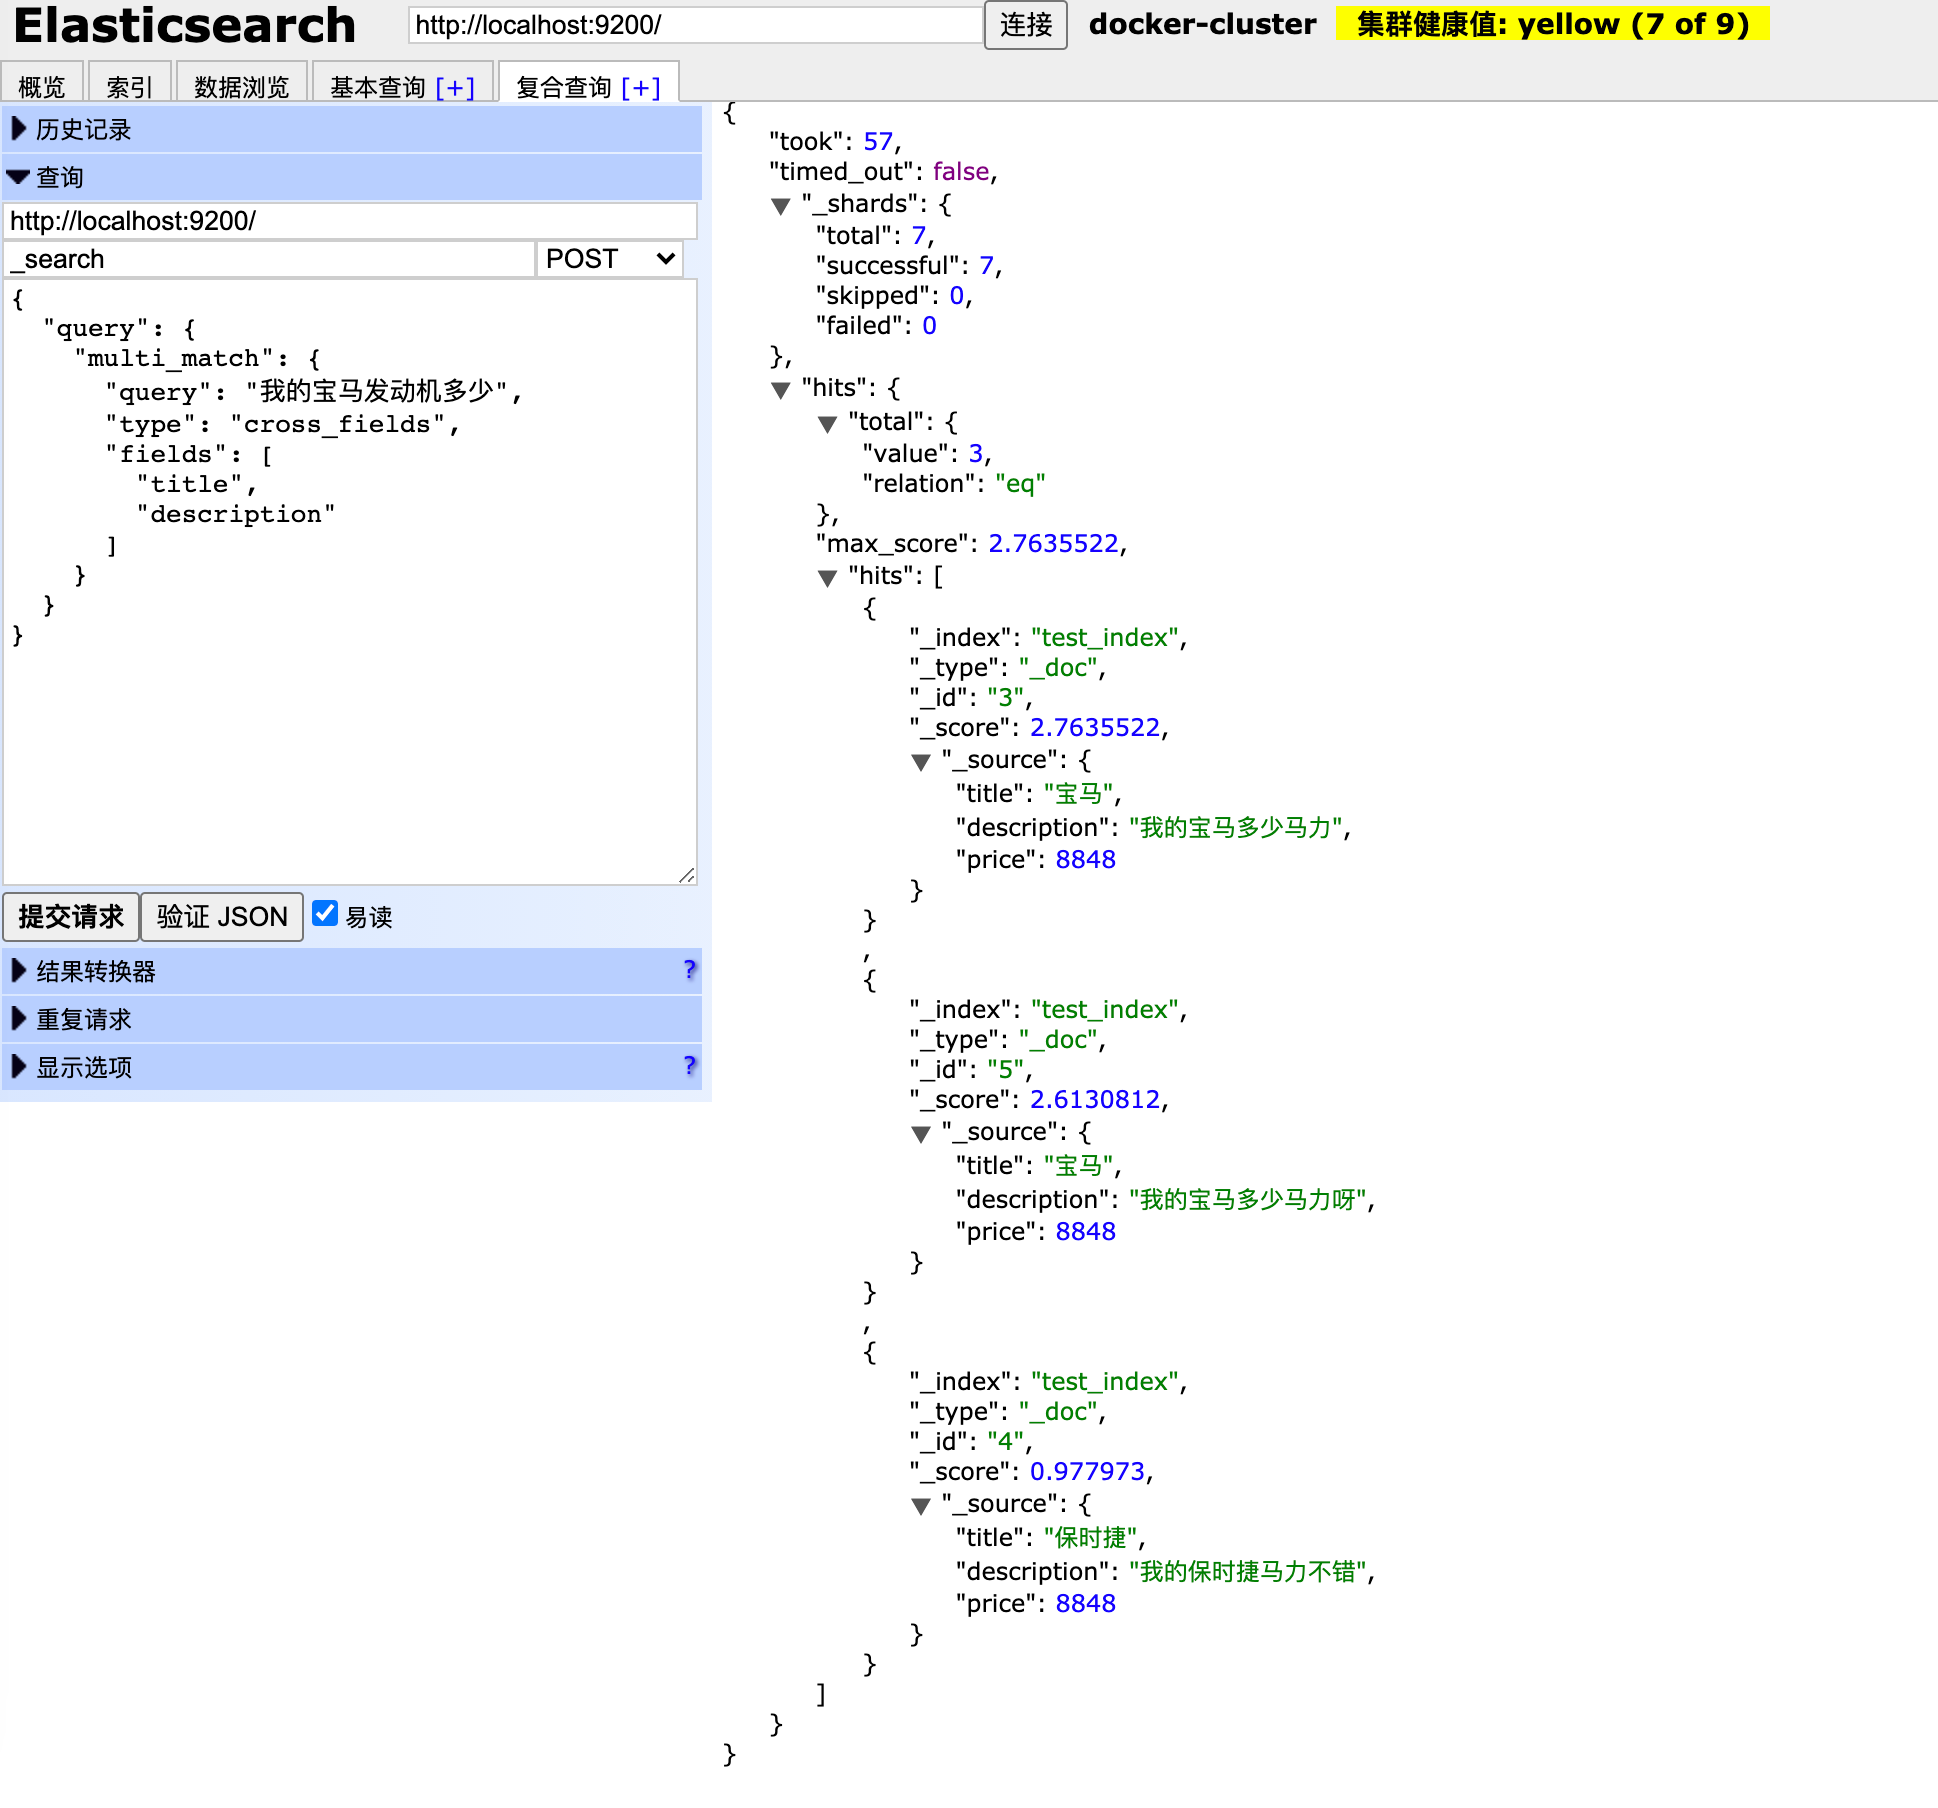 Elasticsearch
http://localhost:9200/
连接
docker-cluster
集群健康值: yellow (7 of 9)
概览
索引
数据浏览
基本查询 [+]
复合查询 [+]
历史记录
查询
http://localhost:9200/
_search
POST
{
"query": {
"multi_match": {
"query": "我的宝马发动机多少",
"type": "cross_fields",
"fields": [
"title",
"description"
]
}
}
}
提交请求
验证 JSON
易读
结果转换器 ?
重复请求
显示选项 ?
{
"took": 57,
"timed_out": false,
"_shards": {
"total": 7,
"successful": 7,
"skipped": 0,
"failed": 0
},
"hits": {
"total": {
"value": 3,
"relation": "eq"
},
"max_score": 2.7635522,
"hits": [
{
"_index": "test_index",
"_type": "_doc",
"_id": "3",
"_score": 2.7635522,
"_source": {
"title": "宝马",
"description": "我的宝马多少马力",
"price": 8848
}
}
,
{
"_index": "test_index",
"_type": "_doc",
"_id": "5",
"_score": 2.6130812,
"_source": {
"title": "宝马",
"description": "我的宝马多少马力呀",
"price": 8848
}
}
,
{
"_index": "test_index",
"_type": "_doc",
"_id": "4",
"_score": 0.977973,
"_source": {
"title": "保时捷",
"description": "我的保时捷马力不错",
"price": 8848
}
}
]
}
}